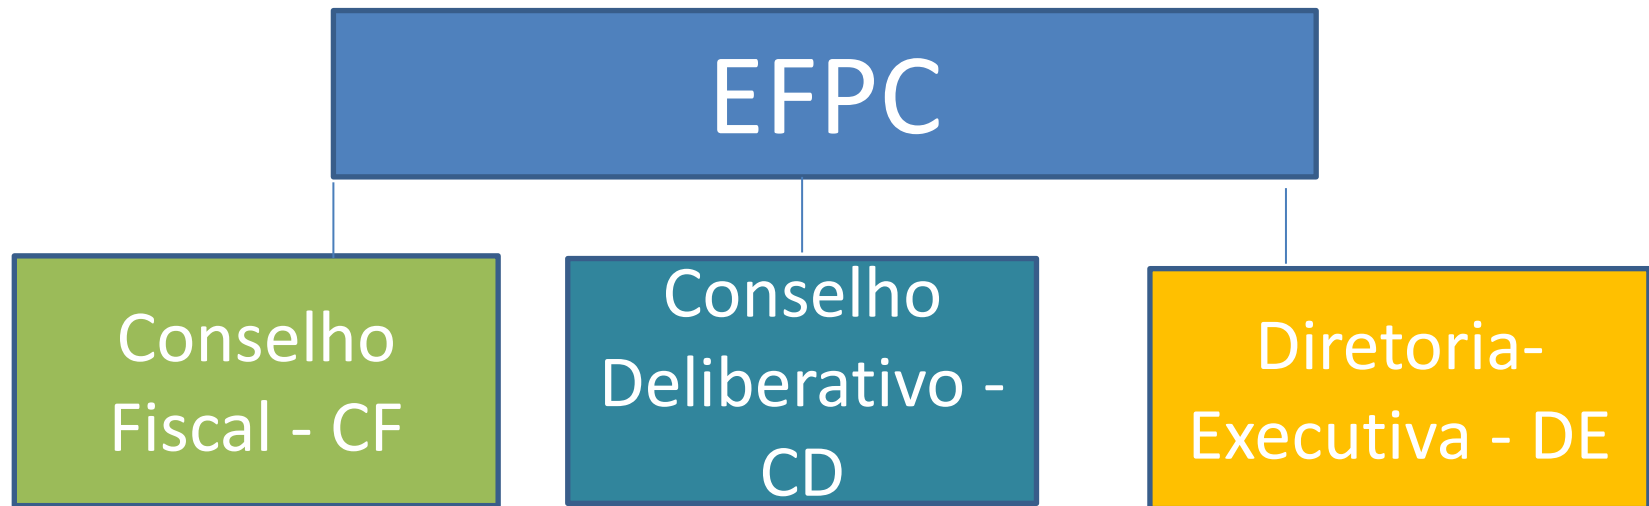 EFPC
Conselho
Fiscal - CF
Conselho
Deliberativo -
CD
Diretoria-
Executiva - DE